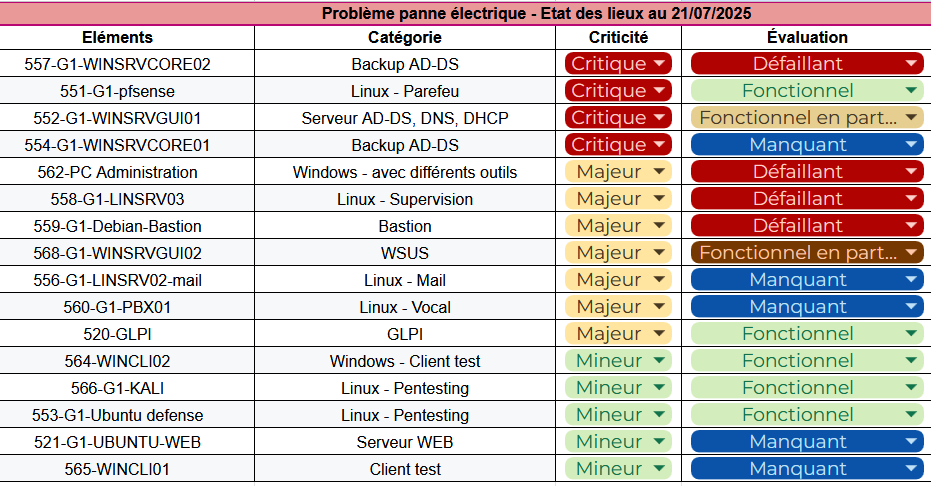 Problème panne électrique - Etat des lieux au 21/07/2025
Eléments Catégorie Criticité Évaluation
557-G1-WINSRVCORE02 Backup AD-DS Critique Défaillant
551-G1-pfsense Linux - Parefeu Critique Fonctionnel
552-G1-WINSRVGUI01 Serveur AD-DS, DNS, DHCP Critique Fonctionnel en part...
554-G1-WINSRVCORE01 Backup AD-DS Critique Manquant
562-PC Administration Windows - avec différents outils Majeur Défaillant
558-G1-LINSRV03 Linux - Supervision Majeur Défaillant
559-G1-Debian-Bastion Bastion Majeur Défaillant
568-G1-WINSRVGUI02 WSUS Majeur Fonctionnel en part...
556-G1-LINSRV02-mail Linux - Mail Majeur Manquant
560-G1-PBX01 Linux - Vocal Majeur Manquant
520-GLPI GLPI Majeur Fonctionnel
564-WINCLI02 Windows - Client test Mineur Fonctionnel
566-G1-KALI Linux - Pentesting Mineur Fonctionnel
553-G1-Ubuntu defense Linux - Pentesting Mineur Fonctionnel
521-G1-UBUNTU-WEB Serveur WEB Mineur Manquant
565-WINCLI01 Client test Mineur Manquant